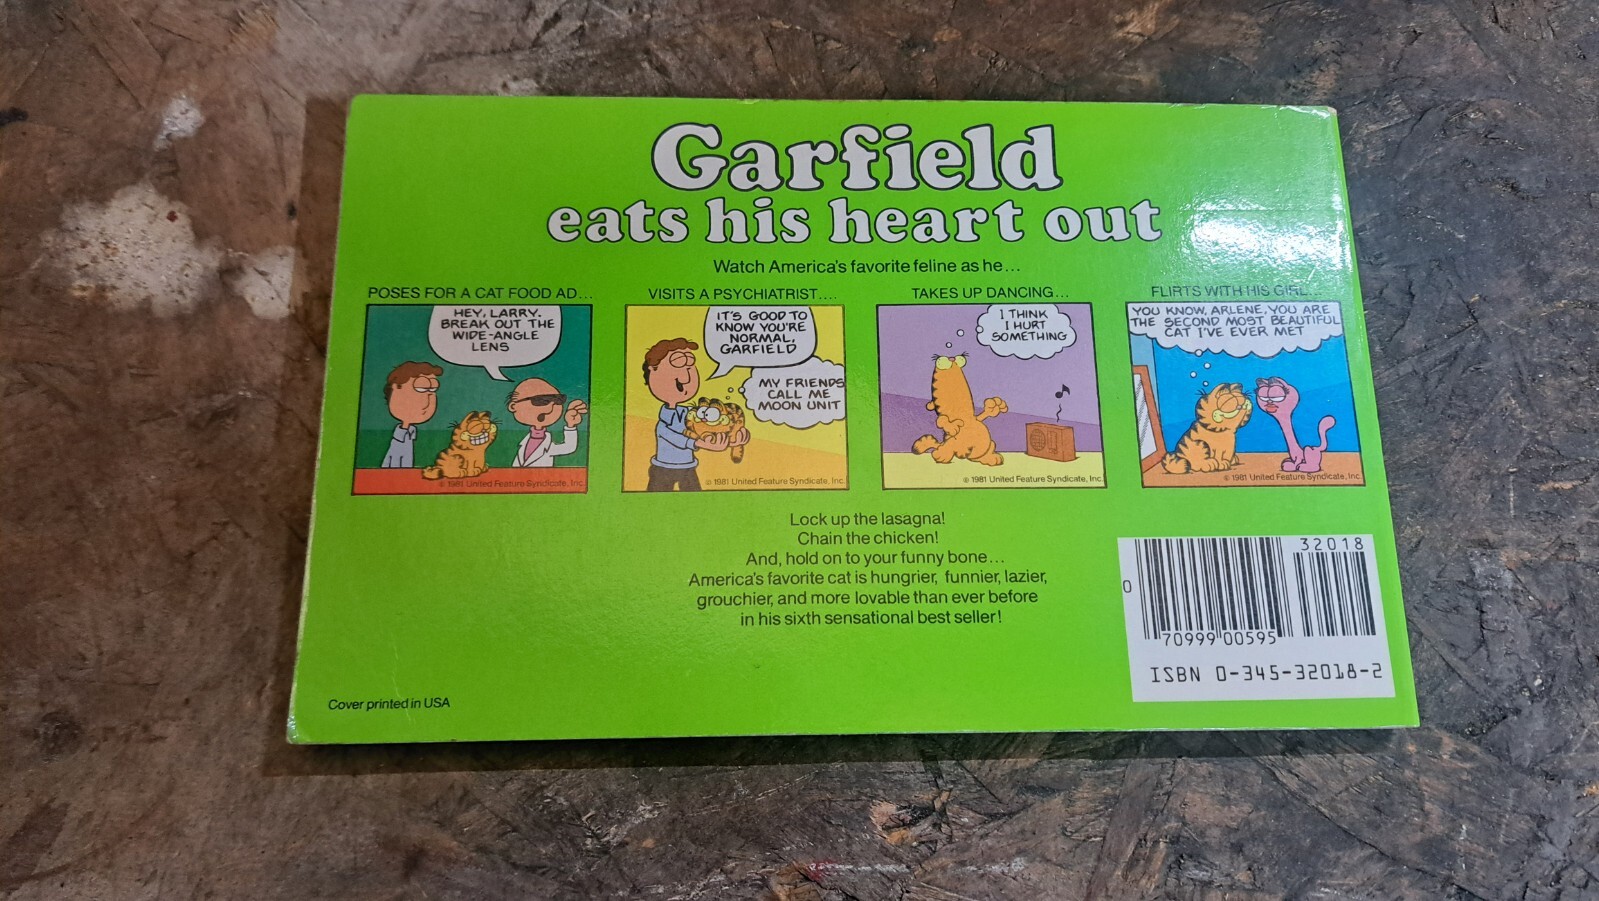 Garfield
eats his heart out
Watch America's favorite feline as he...
POSES FOR A CAT FOOD AD...
HEY, LARRY.
BREAK OUT THE
WIDE-ANGLE
LENS
© 1981 United Feature Syndicate, Inc.
VISITS A PSYCHIATRIST....
IT'S GOOD TO
KNOW YOU'RE
NORMAL,
GARFIELD
MY FRIENDS
CALL ME
MOON UNIT
© 1981 United Feature Syndicate, Inc.
TAKES UP DANCING...
I THINK
I HURT
SOMETHING
© 1981 United Feature Syndicate, Inc.
FLIRTS WITH HIS GIRL...
YOU KNOW, ARLENE, YOU ARE
THE SECOND MOST BEAUTIFUL
CAT I'VE EVER MET
© 1981 United Feature Syndicate, Inc.
Lock up the lasagna!
Chain the chicken!
And, hold on to your funny bone...
America's favorite cat is hungrier, funnier, lazier,
grouchier, and more lovable than ever before
in his sixth sensational best seller!
Cover printed in USA
32018
0
70999 00595
ISBN 0-345-32018-2